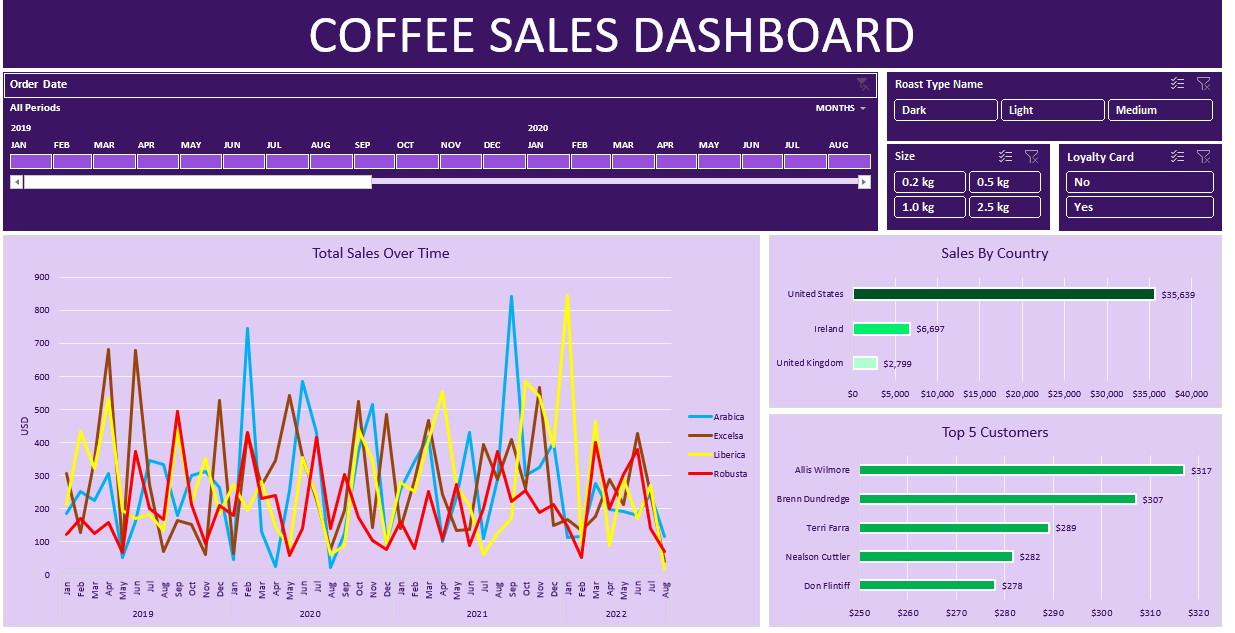 COFFEE SALES DASHBOARD
Order Date
All Periods
MONTHS
2019 2020
JAN FEB MAR APR MAY JUN JUL AUG SEP OCT NOV DEC JAN FEB MAR APR MAY JUN JUL AUG
Roast Type Name
Dark Light Medium
Size
0.2 kg 0.5 kg
1.0 kg 2.5 kg
Loyalty Card
No
Yes
Total Sales Over Time
USD
900
800
700
600
500
400
300
200
100
0
Jan Feb Mar Apr May Jun Jul Aug Sep Oct Nov Dec Jan Feb Mar Apr May Jun Jul Aug Sep Oct Nov Dec Jan Feb Mar Apr May Jun Jul Aug Sep Oct Nov Dec Jan Feb Mar Apr May Jun Jul Aug
2019 2020 2021 2022
Arabica
Excelsa
Liberica
Robusta
Sales By Country
United States $35,639
Ireland $6,697
United Kingdom $2,799
$0 $5,000 $10,000 $15,000 $20,000 $25,000 $30,000 $35,000 $40,000
Top 5 Customers
Allis Wilmore $317
Brenn Dundredge $307
Terri Farra $289
Nealson Cuttler $282
Don Flintiff $278
$250 $260 $270 $280 $290 $300 $310 $320